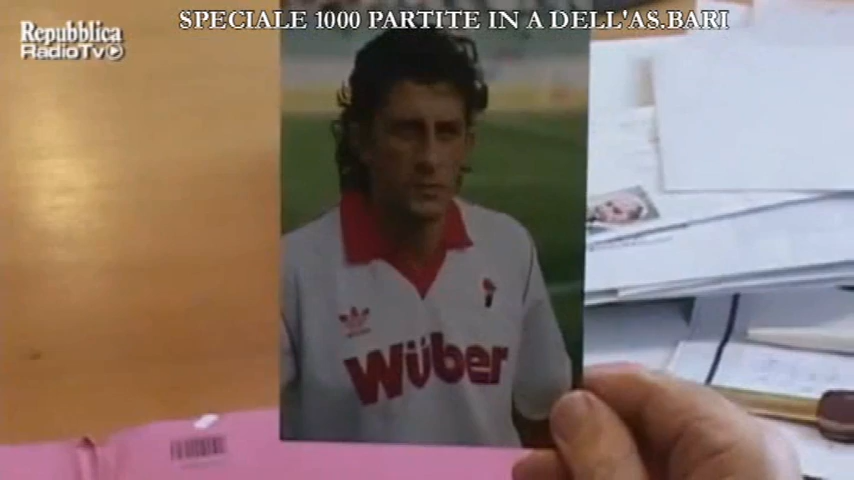 Repubblica
RadioTv
SPECIALE 1000 PARTITE IN A DELL'AS.BARI
Wüber